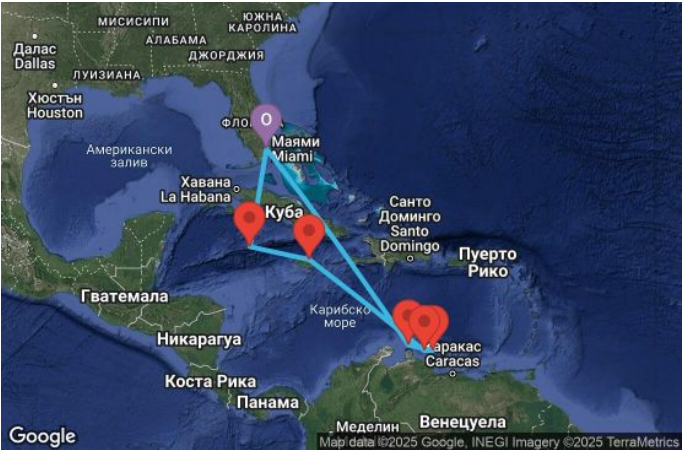 МИСИСИПИ
ЮЖНА
КАРОЛИНА
АЛАБАМА
Далас
Dallas
ДЖОРДЖИЯ
ЛУИЗИАНА
Хюстън
Houston
ФЛО
O
Маями
Miami
Американски
залив
Хавана
La Habana
Куба
Санто
Доминго
Santo
Domingo
Пуерто
Рико
Гватемала
Карибско
море
Никарагуа
аракас
Caracas
Коста Рика
Панама
Меделин
Венецуела
Google
Map data ©2025 Google, INEGI Imagery ©2025 TerraMetrics